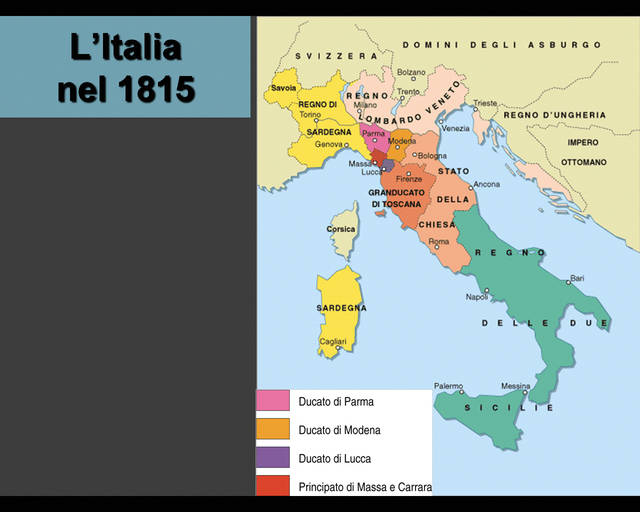 L'Italia
nel 1815
DOMINI DEGLI ASBURGO
SVIZZERA
Bolzano
Trento
Savoia
REGNO
LOMBARDO VENETO
Milano
Trieste
REGNO DI
SARDEGNA
Torino
Venezia
REGNO D'UNGHERIA
IMPERO
OTTOMANO
Parma
Modena
Genova
Bologna
Massa
Lucca
Firenze
STATO
DELLA
CHIESA
Ancona
GRANDUCATO
DI TOSCANA
Corsica
Roma
REGNO
DELLE DUE
SICILIE
Bari
Napoli
SARDEGNA
Cagliari
Palermo
Messina
Ducato di Parma
Ducato di Modena
Ducato di Lucca
Principato di Massa e Carrara